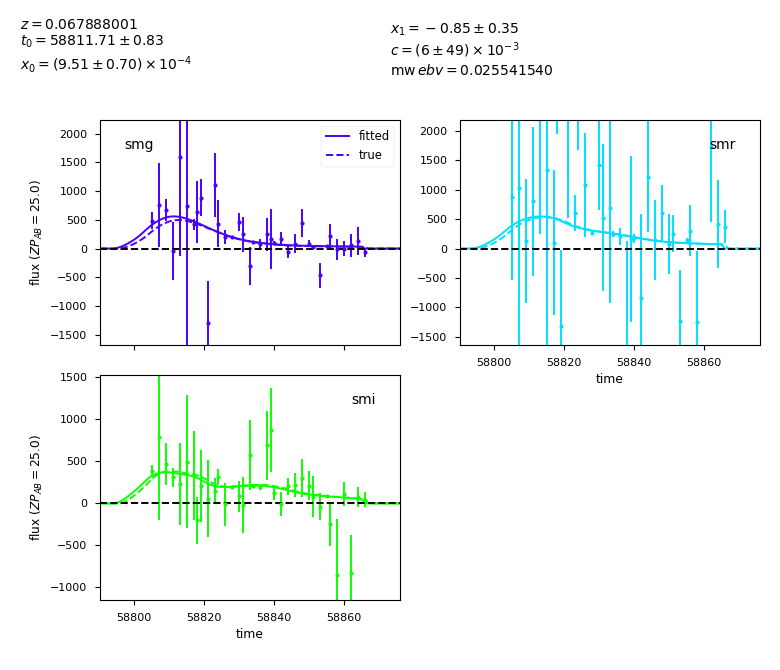 z = 0.067888001
t₀ = 58811.71 ± 0.83
x₀ = (9.51 ± 0.70) × 10⁻⁴
x₁ = −0.85 ± 0.35
c = (6 ± 49) × 10⁻³
mw ebv = 0.025541540
smg
fitted
true
2000
1500
1000
500
0
−500
−1000
−1500
flux (ZP_AB = 25.0)
smr
2000
1500
1000
500
0
−500
−1000
−1500
58800 58820 58840 58860
time
smi
1500
1000
500
0
−500
−1000
flux (ZP_AB = 25.0)
58800 58820 58840 58860
time